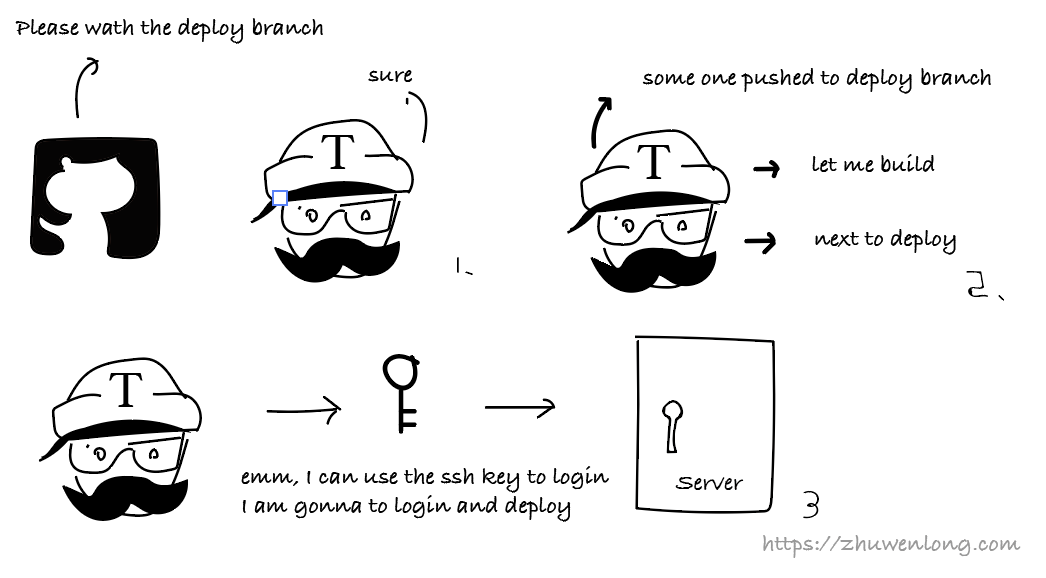 Please wath the deploy branch
sure
T
1、
some one pushed to deploy branch
T
let me build
next to deploy
2、
T
emm, I can use the ssh key to login
I am gonna to login and deploy
Server
3
https://zhuwenlong.com